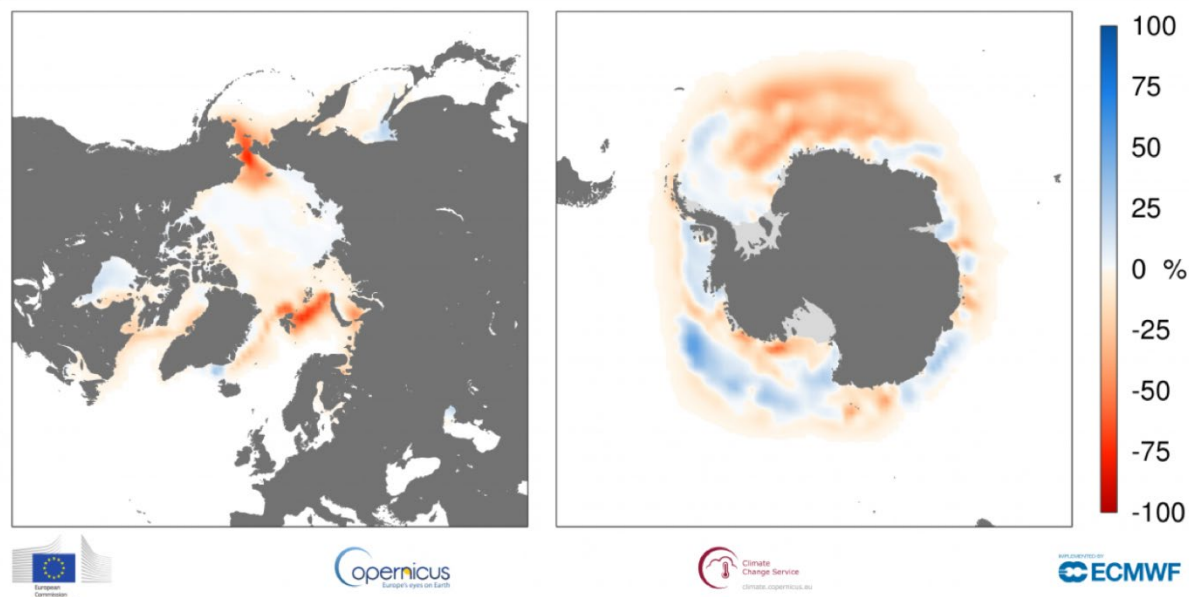 100
75
50
25
0 %
-25
-50
-75
-100
European
Commission
opernicus
Europe's eyes on Earth
Climate
Change Service
climate.copernicus.eu
IMPLEMENTED BY
ECMWF